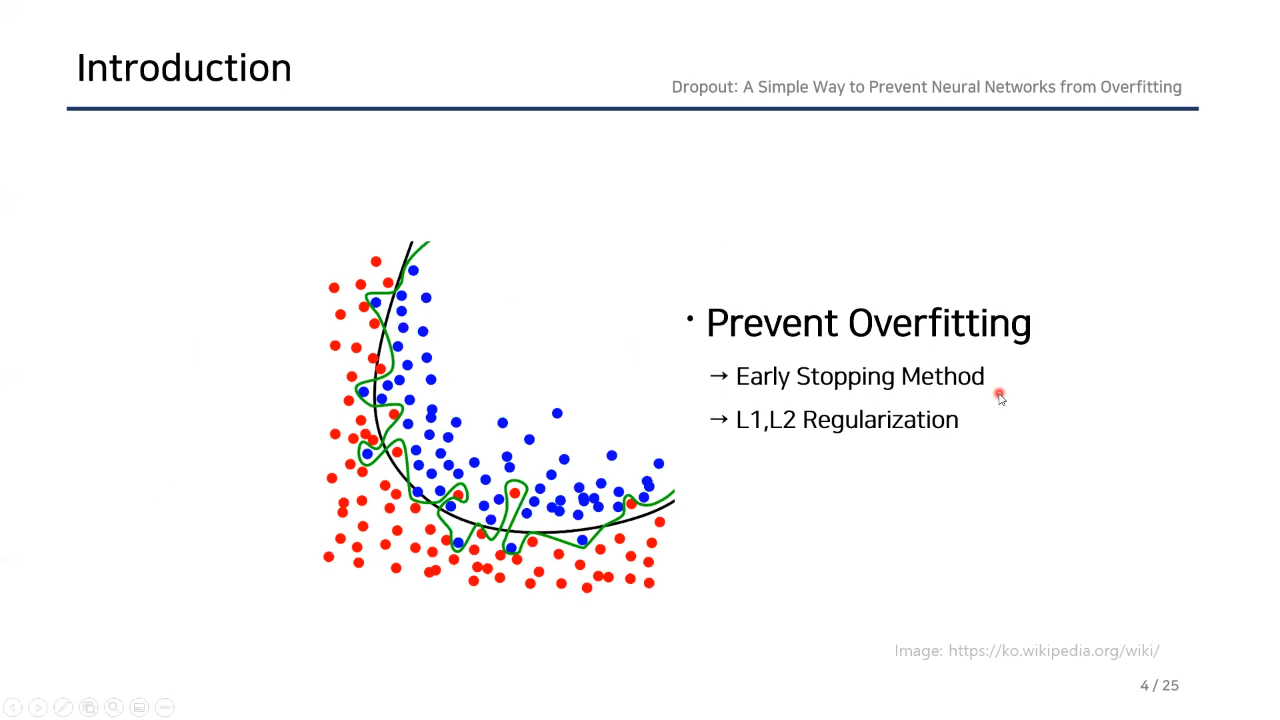 Introduction
Dropout: A Simple Way to Prevent Neural Networks from Overfitting
· Prevent Overfitting
→ Early Stopping Method
→ L1,L2 Regularization
Image: https://ko.wikipedia.org/wiki/
4 / 25